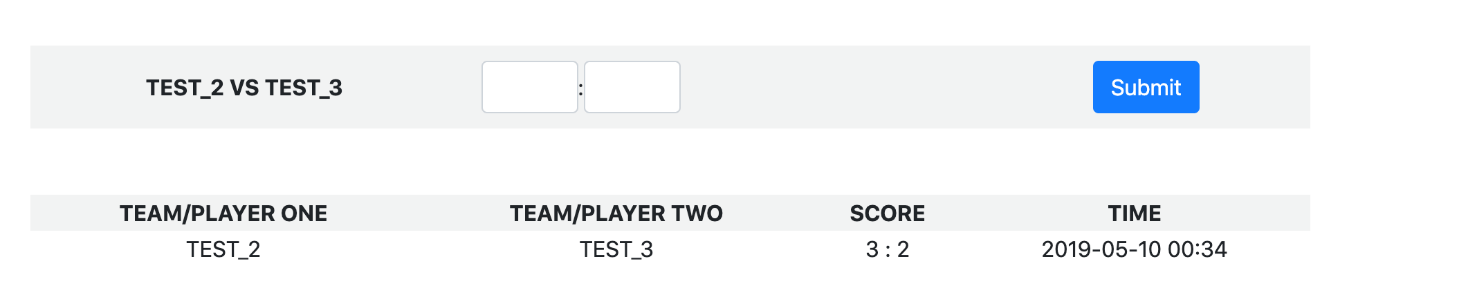 TEST_2 VS TEST_3 : Submit
TEAM/PLAYER ONE TEAM/PLAYER TWO SCORE TIME
TEST_2 TEST_3 3 : 2 2019-05-10 00:34